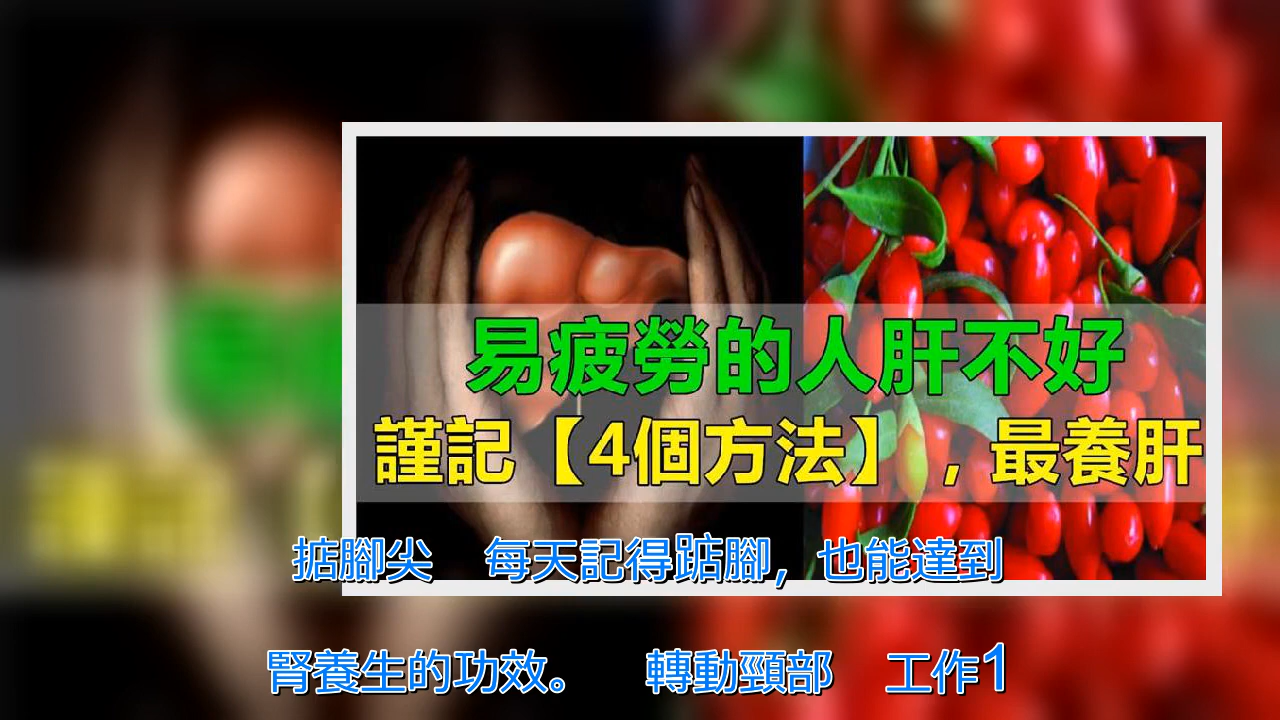 易疲勞的人肝不好
謹記【4個方法】，最養肝
掂腳尖 每天記得踮腳，也能達到
腎養生的功效。 轉動頸部 工作1